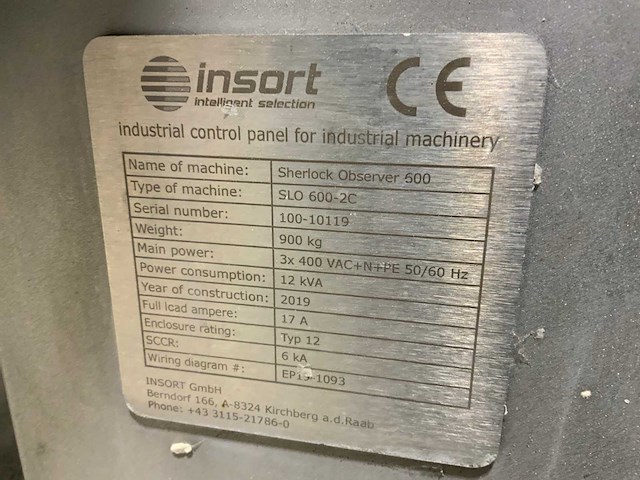 insort
intelligent selection
CE
industrial control panel for industrial machinery
Name of machine: Sherlock Observer 600
Type of machine: SLO 600-2C
Serial number: 100-10119
Weight: 900 kg
Main power: 3x 400 VAC+N+PE 50/60 Hz
Power consumption: 12 kVA
Year of construction: 2019
Full load ampere: 17 A
Enclosure rating: Typ 12
SCCR: 6 kA
Wiring diagram #:
INSORT GmbH
Berndorf 166, A-8324 Kirchberg a.d.Raab
Phone: +43 3115-21786-0